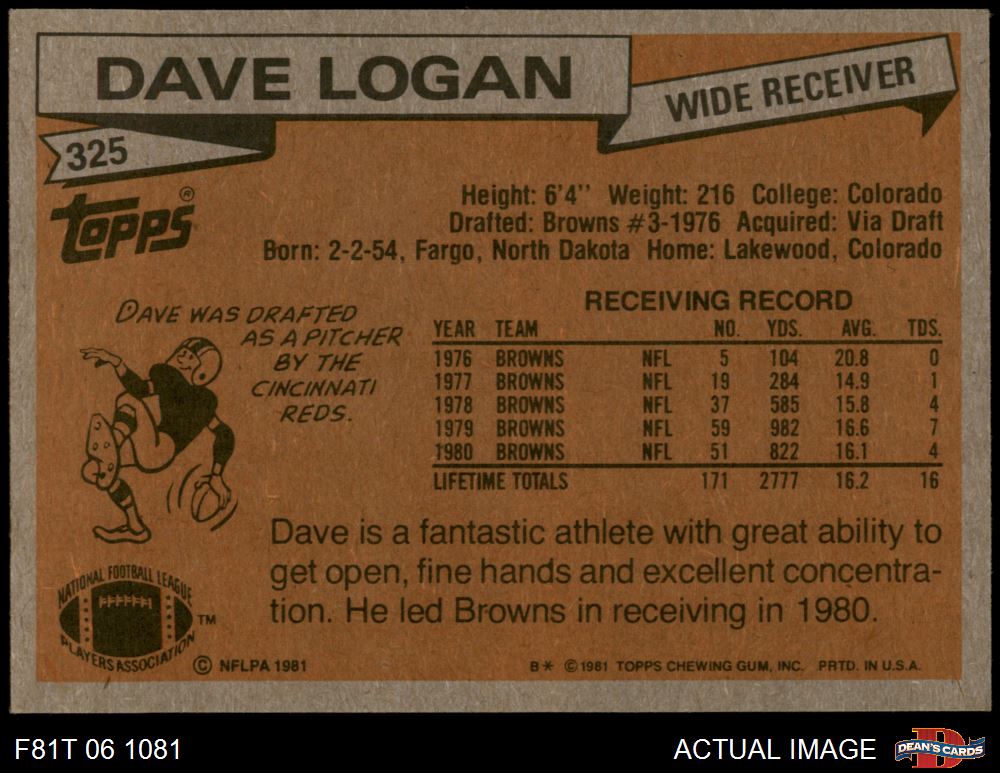 DAVE LOGAN
WIDE RECEIVER
325
TOPPS®
Height: 6'4'' Weight: 216 College: Colorado
Drafted: Browns #3-1976 Acquired: Via Draft
Born: 2-2-54, Fargo, North Dakota Home: Lakewood, Colorado
DAVE WAS DRAFTED
AS A PITCHER
BY THE
CINCINNATI
REDS.
RECEIVING RECORD
YEAR TEAM NO. YDS. AVG. TDS.
1976 BROWNS NFL 5 104 20.8 0
1977 BROWNS NFL 19 284 14.9 1
1978 BROWNS NFL 37 585 15.8 4
1979 BROWNS NFL 59 982 16.6 7
1980 BROWNS NFL 51 822 16.1 4
LIFETIME TOTALS 171 2777 16.2 16
Dave is a fantastic athlete with great ability to
get open, fine hands and excellent concentra-
tion. He led Browns in receiving in 1980.
NATIONAL FOOTBALL LEAGUE
PLAYERS ASSOCIATION
TM
© NFLPA 1981
B* © 1981 TOPPS CHEWING GUM, INC. PRTD. IN U.S.A.
F81T 06 1081
ACTUAL IMAGE
D
DEAN'S CARDS